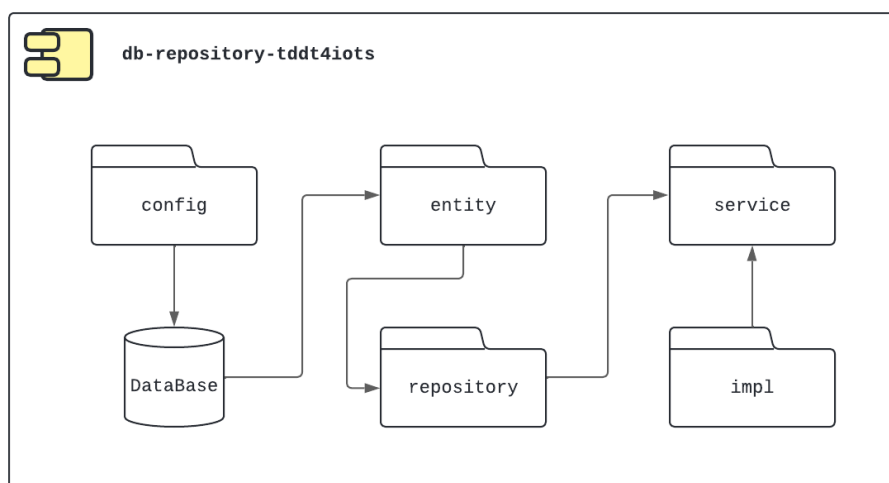 db-repository-tddt4iots
config
entity
service
DataBase
repository
impl